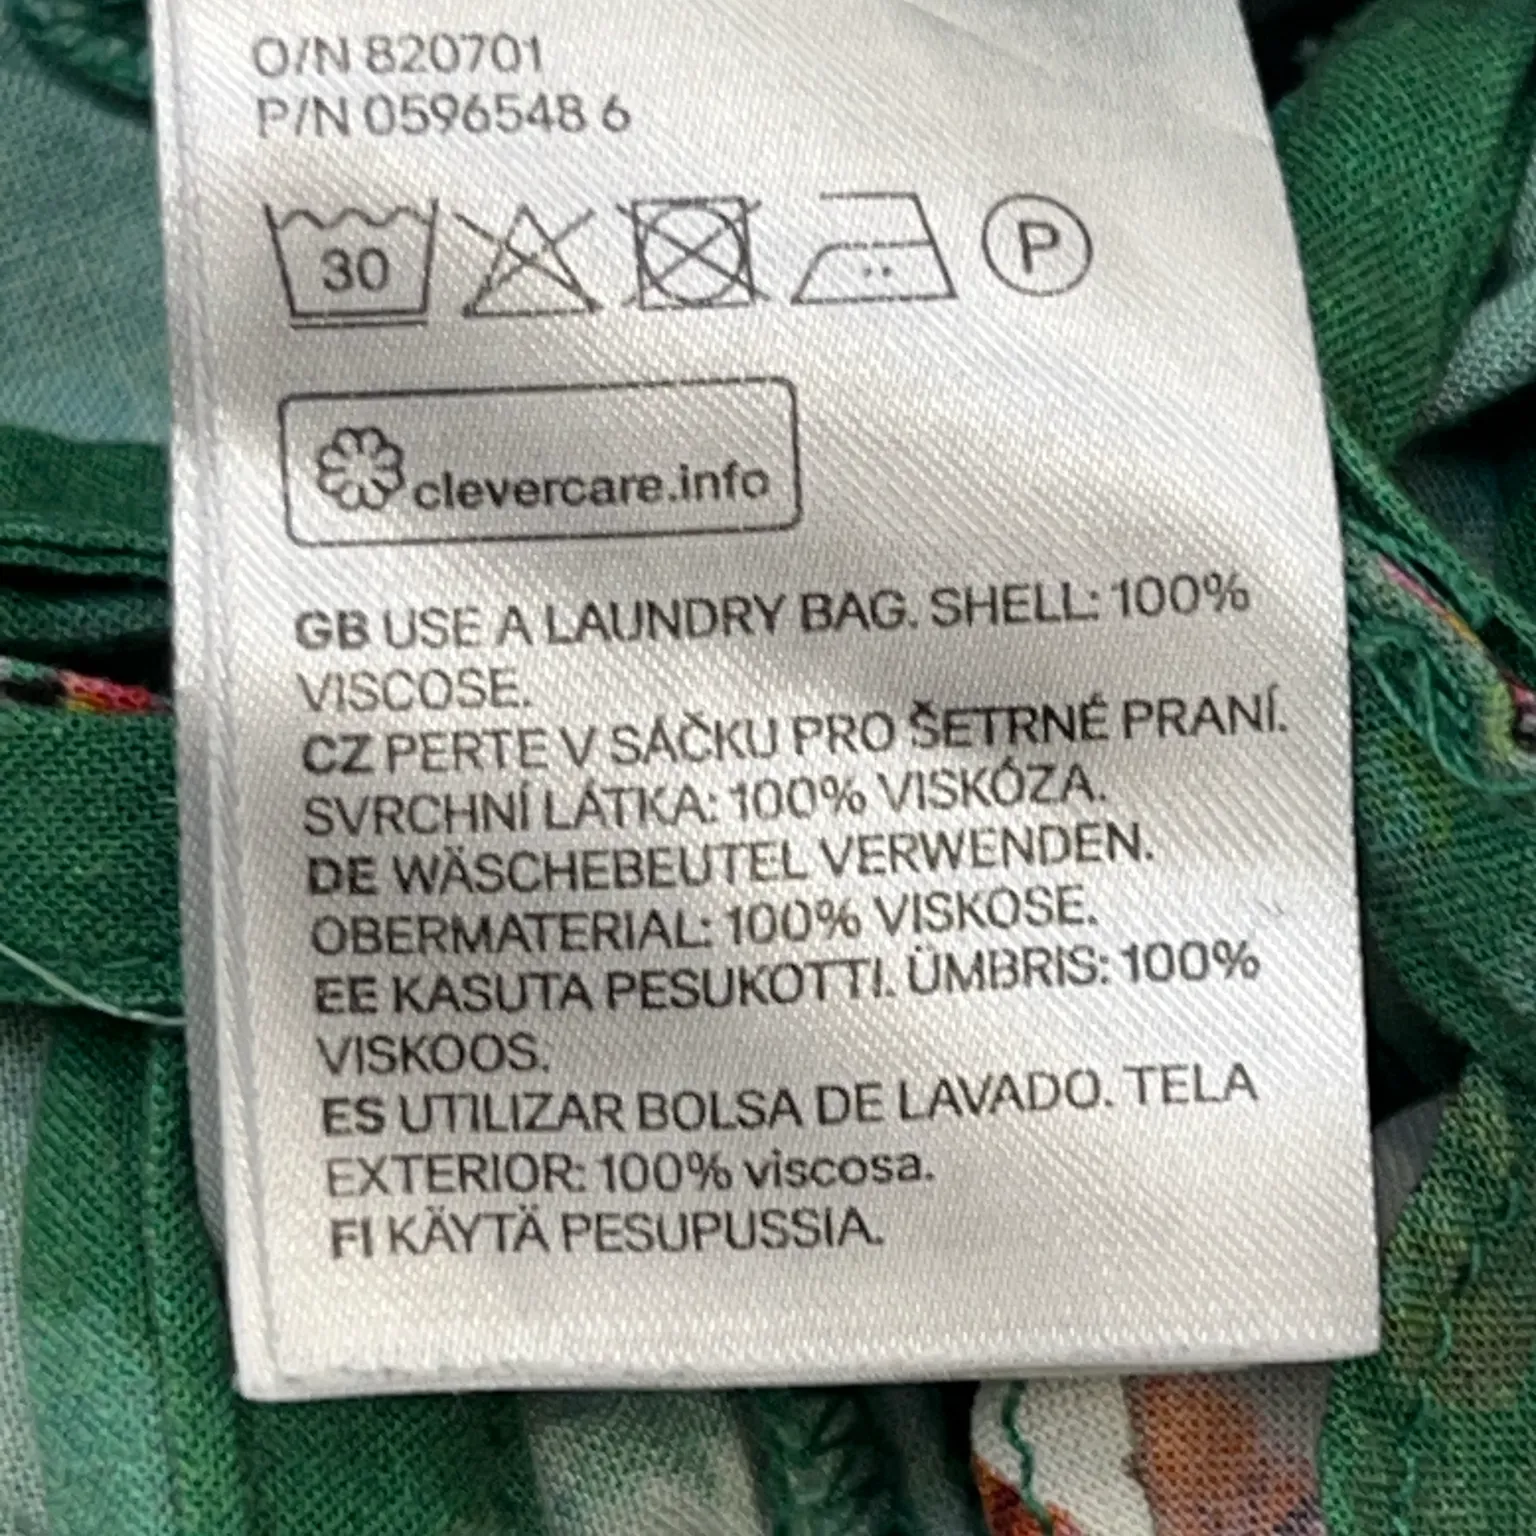 O/N 820701
P/N 0596548 6
30
P
clevercare.info
GB USE A LAUNDRY BAG. SHELL: 100%
VISCOSE.
CZ PERTE V SÁČKU PRO ŠETRNÉ PRANÍ.
SVRCHNÍ LÁTKA: 100% VISKÓZA.
DE WÄSCHEBEUTEL VERWENDEN.
OBERMATERIAL: 100% VISKOSE.
EE KASUTA PESUKOTTI. ÜMBRIS: 100%
VISKOOS.
ES UTILIZAR BOLSA DE LAVADO. TELA
EXTERIOR: 100% viscosa.
FI KÄYTÄ PESUPUSSIA.